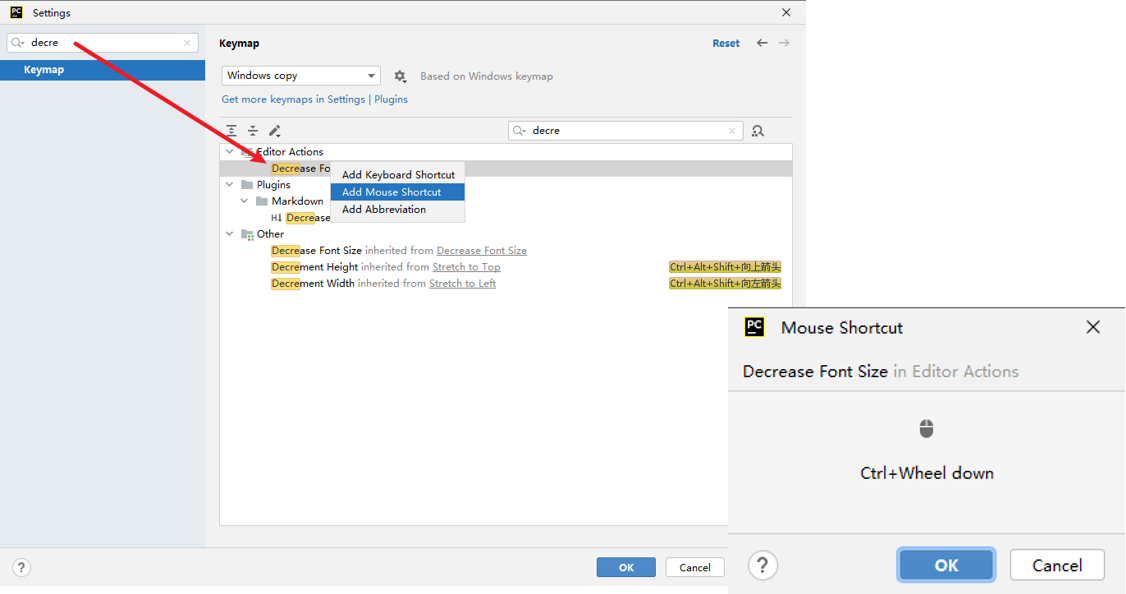 PC Settings
decre
Keymap
Keymap
Reset
Windows copy
Based on Windows keymap
Get more keymaps in Settings | Plugins
decre
Editor Actions
Decrease Fo
Add Keyboard Shortcut
Add Mouse Shortcut
Add Abbreviation
Plugins
Markdown
H↓ Decrease
Other
Decrease Font Size inherited from Decrease Font Size
Decrement Height inherited from Stretch to Top Ctrl+Alt+Shift+向上箭头
Decrement Width inherited from Stretch to Left Ctrl+Alt+Shift+向左箭头
? OK Cancel
PC Mouse Shortcut
Decrease Font Size in Editor Actions
Ctrl+Wheel down
? OK Cancel